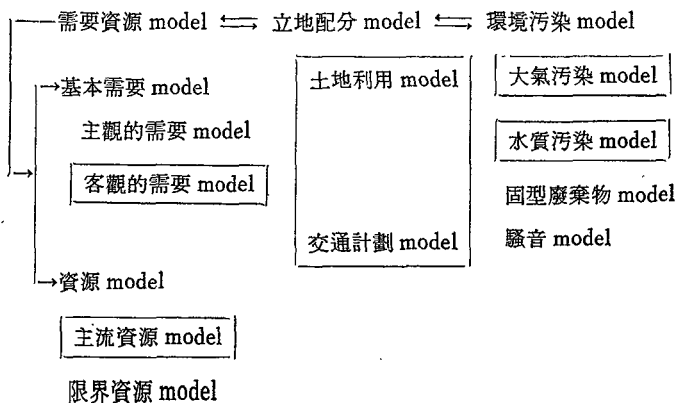 需要資源 model ⇐⇒ 立地配分 model ⇐⇒ 環境汚染 model
→基本需要 model 土地利用 model 大氣汚染 model
主觀的需要 model 水質汚染 model
→ 客觀的需要 model 固型廢棄物 model
交通計劃 model 騷音 model
→資源 model
主流資源 model
限界資源 model